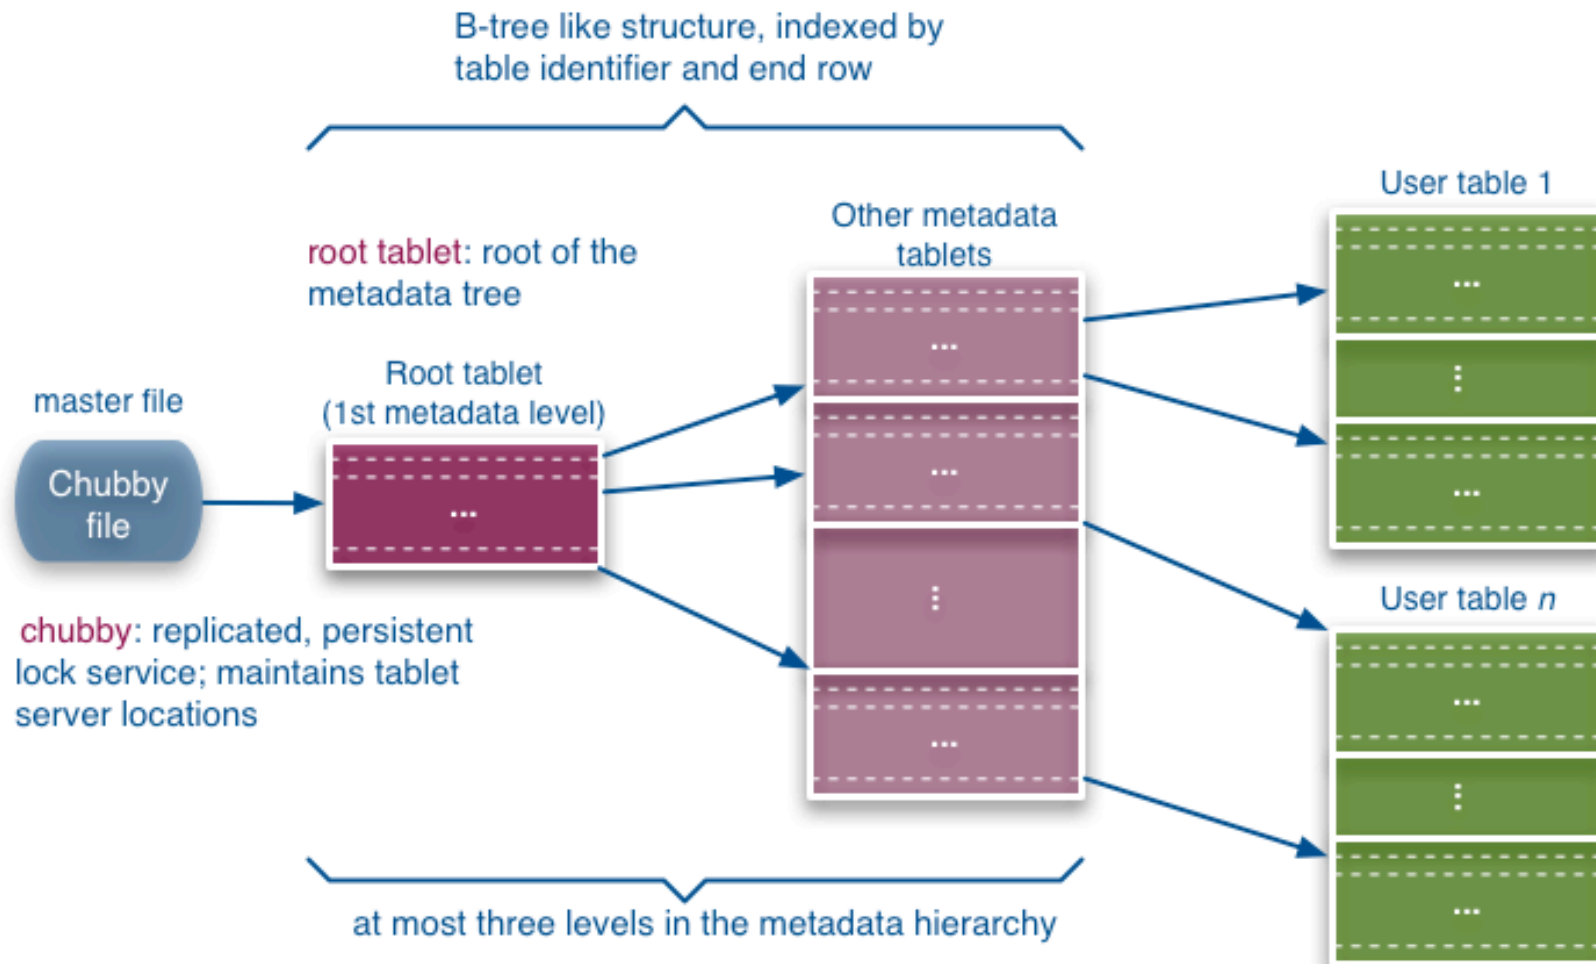 B-tree like structure, indexed by
table identifier and end row
User table 1
Other metadata
tablets
root tablet: root of the
metadata tree
...
...
Root tablet
(1st metadata level)
master file
Chubby
file
...
...
...
User table n
chubby: replicated, persistent
lock service; maintains tablet
server locations
...
...
...
at most three levels in the metadata hierarchy